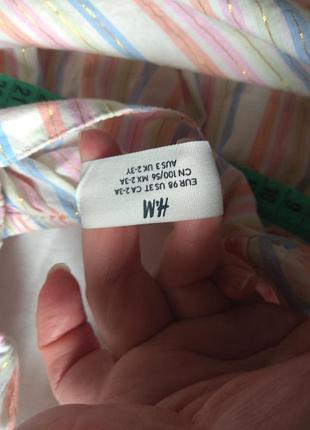 H&M
EUR 98 US 3T CA 2-3A
CN 100/56 MX 2-3A
AUS 3 UK 2-3Y